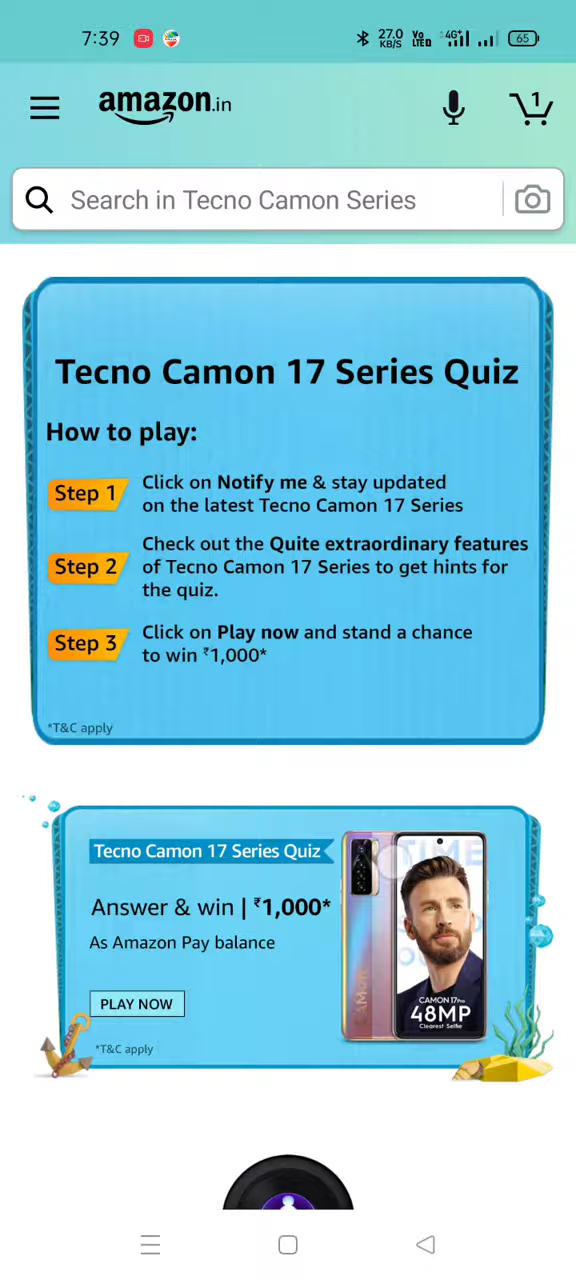 7:39
27.0 KB/S
Vo LTED
4G+
65
amazon.in
1
Search in Tecno Camon Series
Tecno Camon 17 Series Quiz
How to play:
Step 1
Click on Notify me & stay updated
on the latest Tecno Camon 17 Series
Step 2
Check out the Quite extraordinary features
of Tecno Camon 17 Series to get hints for
the quiz.
Step 3
Click on Play now and stand a chance
to win ₹1,000*
*T&C apply
Tecno Camon 17 Series Quiz
Answer & win | ₹1,000*
As Amazon Pay balance
PLAY NOW
*T&C apply
TIME
CAMON
CAMON 17Pro
48MP
Clearest Selfie